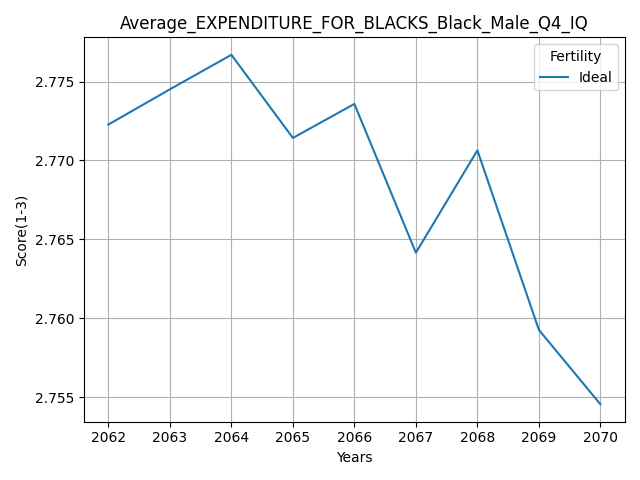 Average_EXPENDITURE_FOR_BLACKS_Black_Male_Q4_IQ
Fertility
Ideal
2.775
2.770
2.765
2.760
2.755
Score(1-3)
2062 2063 2064 2065 2066 2067 2068 2069 2070
Years